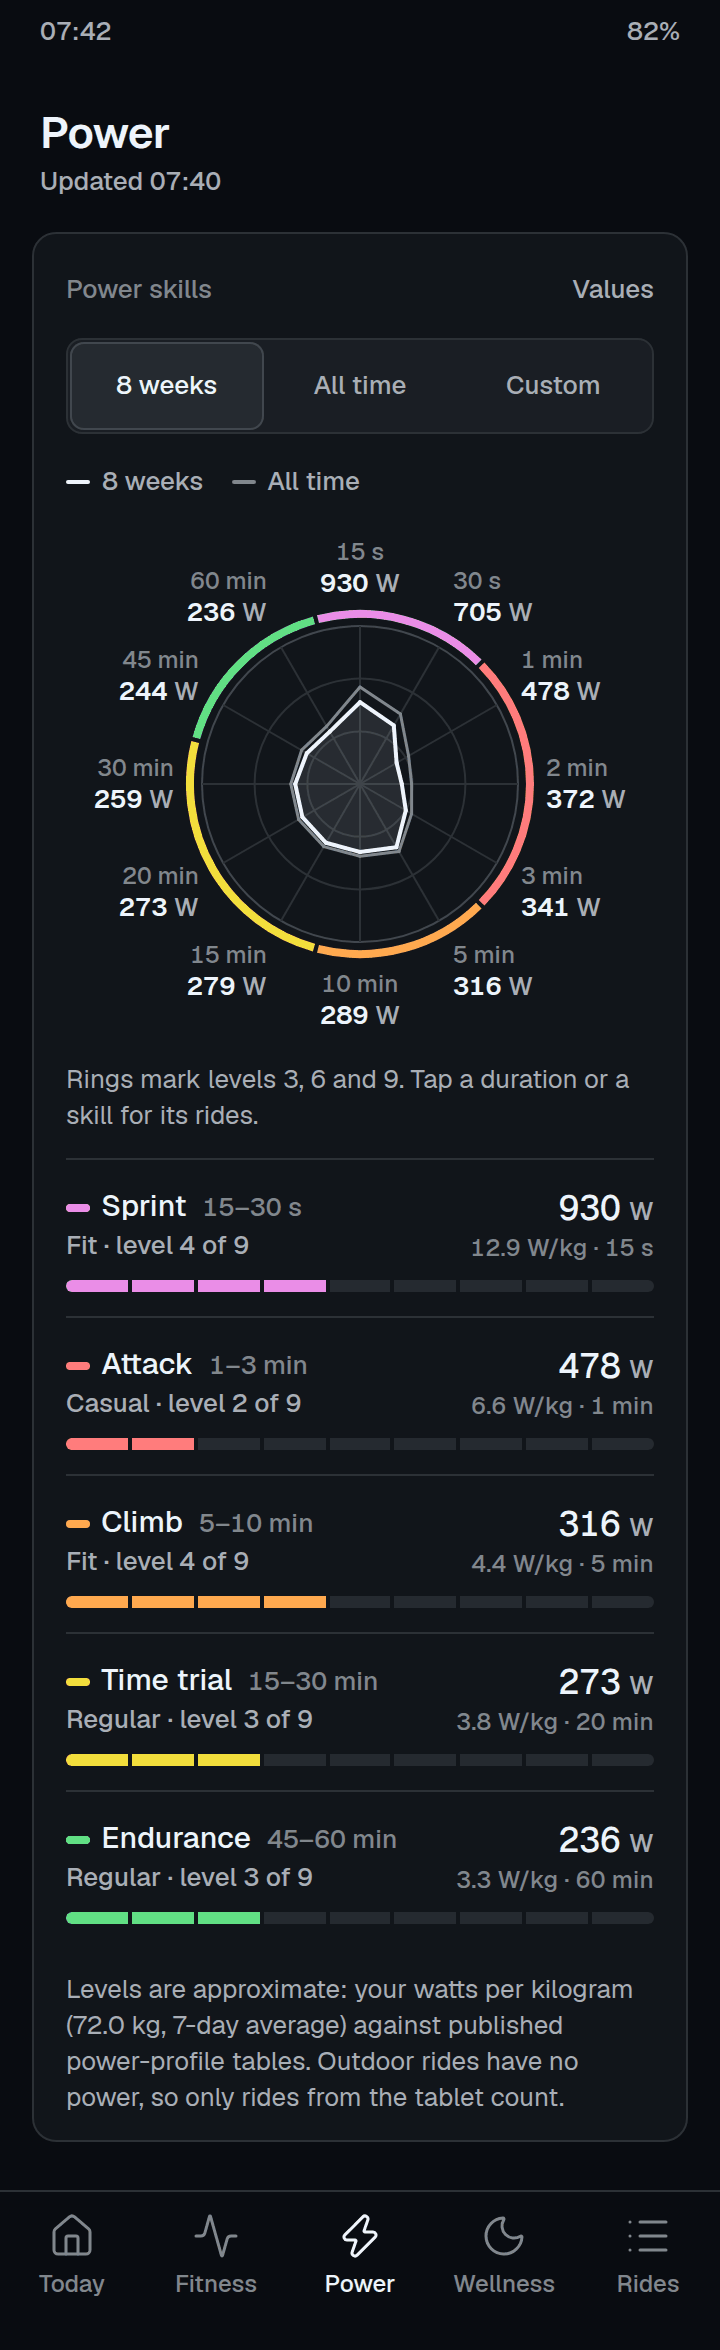 07:42
82%
Power
Updated 07:40
Power skills
Values
8 weeks
All time
Custom
8 weeks
All time
15 s
930 W
30 s
705 W
1 min
478 W
2 min
372 W
3 min
341 W
5 min
316 W
10 min
289 W
15 min
279 W
20 min
273 W
30 min
259 W
45 min
244 W
60 min
236 W
Rings mark levels 3, 6 and 9. Tap a duration or a
skill for its rides.
Sprint 15–30 s
930 W
Fit · level 4 of 9
12.9 W/kg · 15 s
Attack 1–3 min
478 W
Casual · level 2 of 9
6.6 W/kg · 1 min
Climb 5–10 min
316 W
Fit · level 4 of 9
4.4 W/kg · 5 min
Time trial 15–30 min
273 W
Regular · level 3 of 9
3.8 W/kg · 20 min
Endurance 45–60 min
236 W
Regular · level 3 of 9
3.3 W/kg · 60 min
Levels are approximate: your watts per kilogram
(72.0 kg, 7-day average) against published
power-profile tables. Outdoor rides have no
power, so only rides from the tablet count.
Today
Fitness
Power
Wellness
Rides